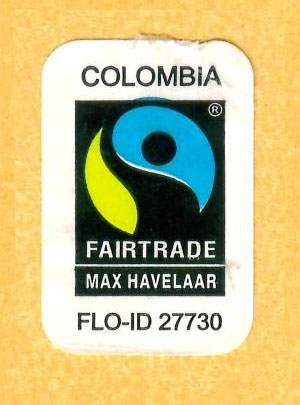 COLOMBiA
®
FAIRTRADE
MAX HAVELAAR
FLO-ID 27730